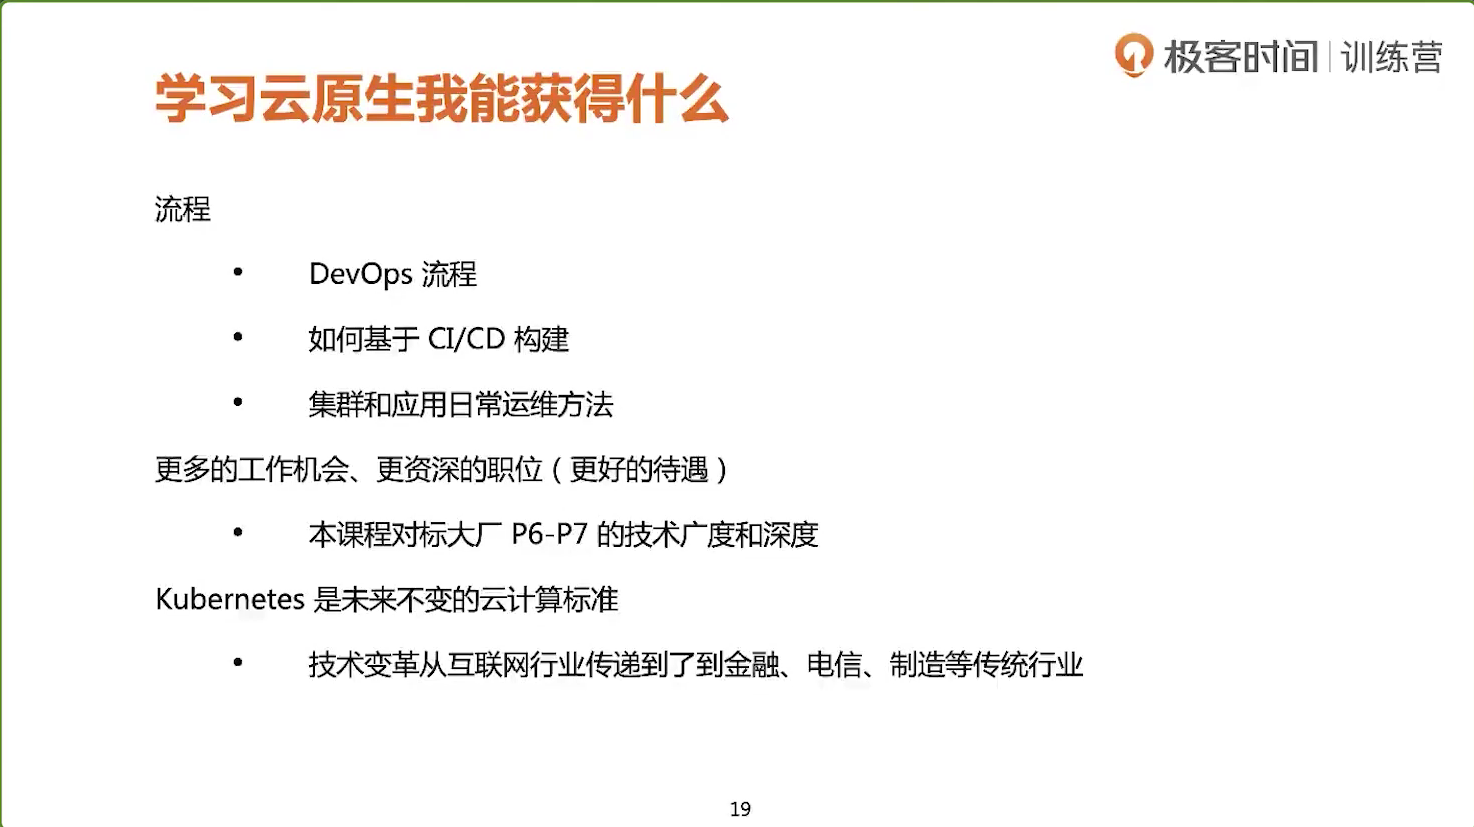 极客时间|训练营
学习云原生我能获得什么
流程
• DevOps 流程
• 如何基于 CI/CD 构建
• 集群和应用日常运维方法
更多的工作机会、更资深的职位（更好的待遇）
• 本课程对标大厂 P6-P7 的技术广度和深度
Kubernetes 是未来不变的云计算标准
• 技术变革从互联网行业传递到了到金融、电信、制造等传统行业
19